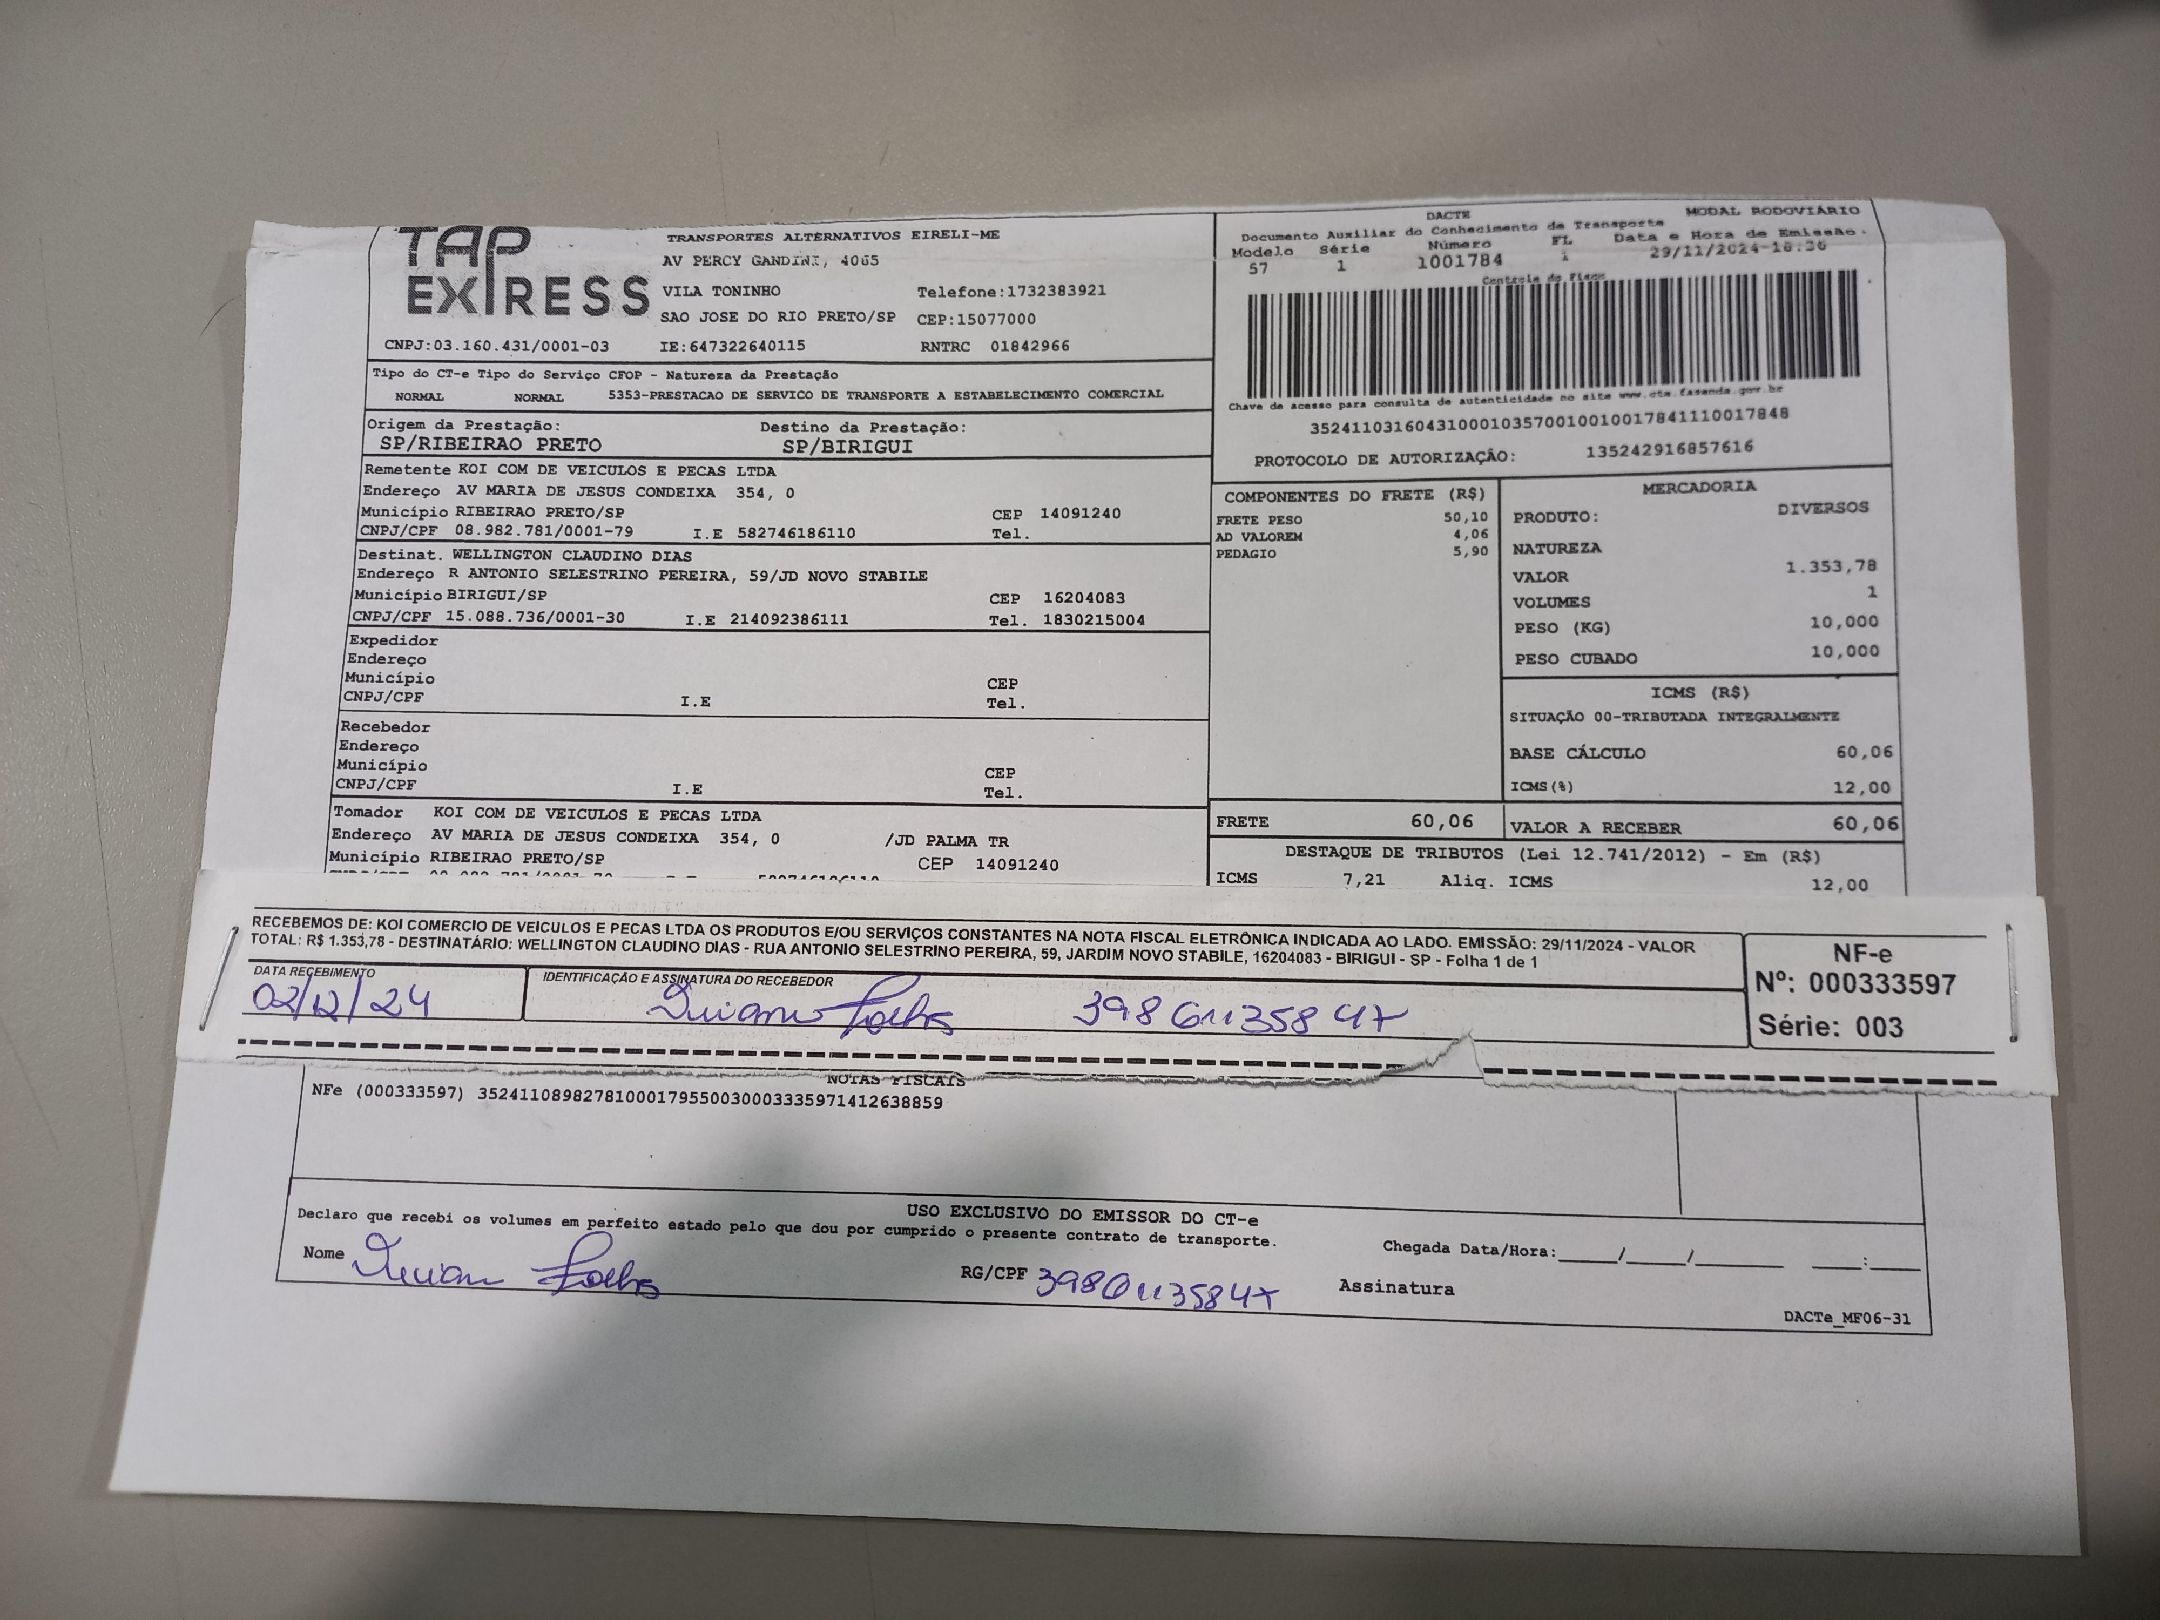 TAP EXPRESS
TRANSPORTES ALTERNATIVOS EIRELI-ME
AV PERCY GANDINI, 4065
VILA TONINHO Telefone:1732383921
SAO JOSE DO RIO PRETO/SP CEP:15077000
CNPJ:03.160.431/0001-03 IE:647322640115 RNTRC 01842966
DACTE MODAL RODOVIÁRIO
Documento Auxiliar do Conhecimento de Transporte
Modelo Série Número FL Data e Hora de Emissão.
57 1 1001784 1 29/11/2024-18:36
Controle do Fisco
Chave de acesso para consulta de autenticidade no site www.cte.fazenda.gov.br
35241103160431000103570010010017841110017848
PROTOCOLO DE AUTORIZAÇÃO: 135242916857616
Tipo do CT-e Tipo do Serviço CFOP - Natureza da Prestação
NORMAL NORMAL 5353-PRESTACAO DE SERVICO DE TRANSPORTE A ESTABELECIMENTO COMERCIAL
Origem da Prestação: Destino da Prestação:
SP/RIBEIRAO PRETO SP/BIRIGUI
Remetente KOI COM DE VEICULOS E PECAS LTDA
Endereço AV MARIA DE JESUS CONDEIXA 354, 0
Município RIBEIRAO PRETO/SP CEP 14091240
CNPJ/CPF 08.982.781/0001-79 I.E 582746186110 Tel.
Destinat. WELLINGTON CLAUDINO DIAS
Endereço R ANTONIO SELESTRINO PEREIRA, 59/JD NOVO STABILE
Município BIRIGUI/SP CEP 16204083
CNPJ/CPF 15.088.736/0001-30 I.E 214092386111 Tel. 1830215004
Expedidor
Endereço
Município CEP
CNPJ/CPF I.E Tel.
Recebedor
Endereço
Município CEP
CNPJ/CPF I.E Tel.
Tomador KOI COM DE VEICULOS E PECAS LTDA
Endereço AV MARIA DE JESUS CONDEIXA 354, 0 /JD PALMA TR
Município RIBEIRAO PRETO/SP CEP 14091240
COMPONENTES DO FRETE (R$)
FRETE PESO 50,10
AD VALOREM 4,06
PEDAGIO 5,90
MERCADORIA
PRODUTO: DIVERSOS
NATUREZA
VALOR 1.353,78
VOLUMES 1
PESO (KG) 10,000
PESO CUBADO 10,000
ICMS (R$)
SITUAÇÃO 00-TRIBUTADA INTEGRALMENTE
BASE CÁLCULO 60,06
ICMS(%) 12,00
FRETE 60,06 VALOR A RECEBER 60,06
DESTAQUE DE TRIBUTOS (Lei 12.741/2012) - Em (R$)
ICMS 7,21 Aliq. ICMS 12,00
RECEBEMOS DE: KOI COMERCIO DE VEICULOS E PECAS LTDA OS PRODUTOS E/OU SERVIÇOS CONSTANTES NA NOTA FISCAL ELETRÔNICA INDICADA AO LADO. EMISSÃO: 29/11/2024 - VALOR
TOTAL: R$ 1.353,78 - DESTINATÁRIO: WELLINGTON CLAUDINO DIAS - RUA ANTONIO SELESTRINO PEREIRA, 59, JARDIM NOVO STABILE, 16204083 - BIRIGUI - SP - Folha 1 de 1
DATA RECEBIMENTO IDENTIFICAÇÃO E ASSINATURA DO RECEBEDOR
02/12/24 39861135847
NF-e
Nº: 000333597
Série: 003
NOTAS FISCAIS
NFe (000333597) 35241108982781000179550030003335971412638859
USO EXCLUSIVO DO EMISSOR DO CT-e
Declaro que recebi os volumes em perfeito estado pelo que dou por cumprido o presente contrato de transporte.
Nome RG/CPF 39861135847 Chegada Data/Hora:____/____/____ ___:___
Assinatura
DACTe_MF06-31